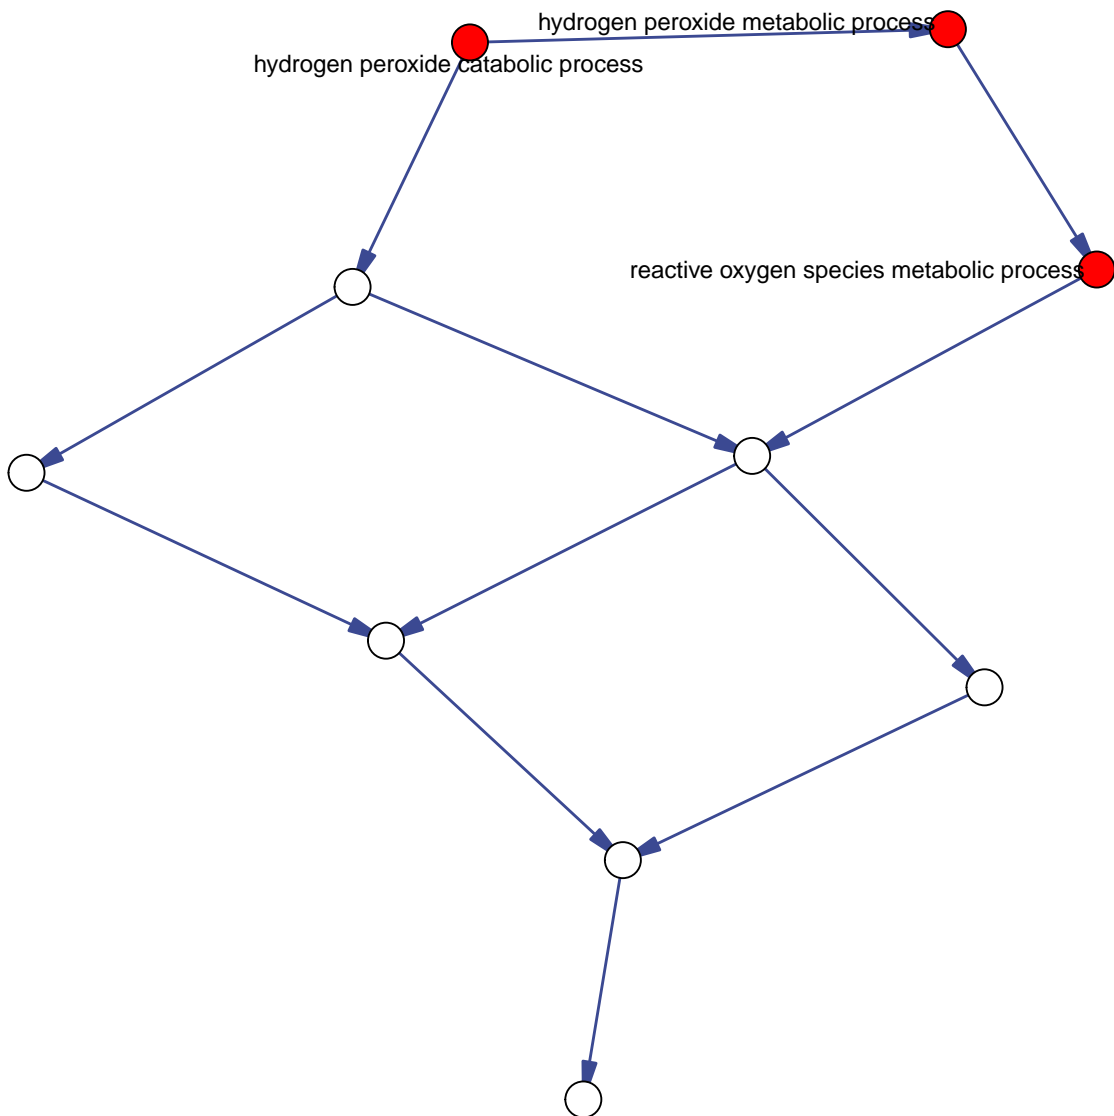 hydrogen peroxide metabolic process
hydrogen peroxide catabolic process
reactive oxygen species metabolic process